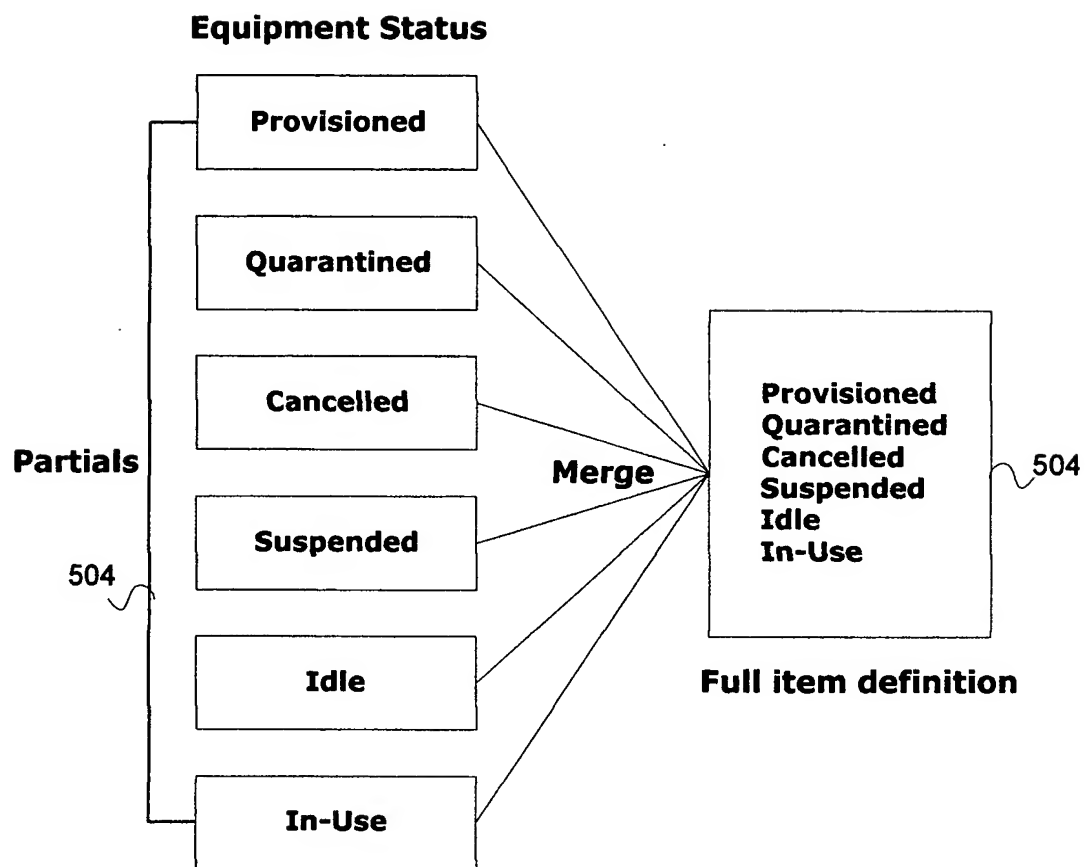 Equipment Status
Provisioned
Quarantined
Cancelled
Suspended
Idle
In-Use
Partials
504
Merge
Provisioned
Quarantined
Cancelled
Suspended
Idle
In-Use
504
Full item definition